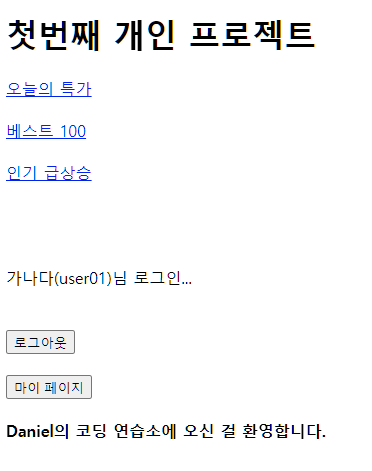 첫번째 개인 프로젝트
오늘의 특가
베스트 100
인기 급상승
가나다(user01)님 로그인...
로그아웃
마이 페이지
Daniel의 코딩 연습소에 오신 걸 환영합니다.